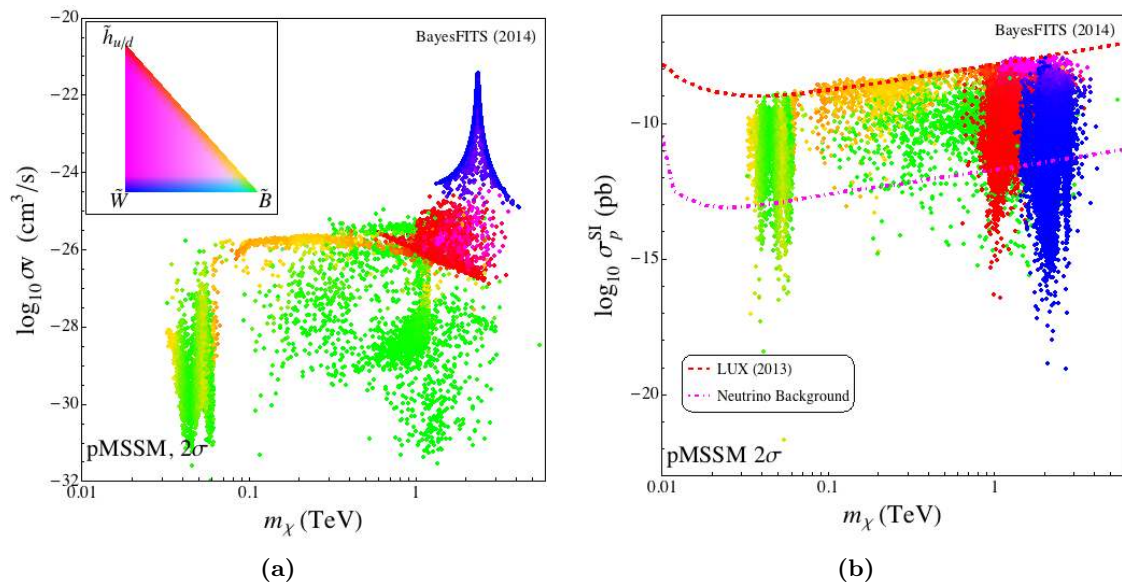 BayesFITS (2014)
h̃u/d
W̃
B̃
log10 σv (cm3/s)
−20
−22
−24
−26
−28
−30
−32
pMSSM, 2σ
0.01
0.1
1
mχ (TeV)
(a)
BayesFITS (2014)
log10 σpSI (pb)
−10
−15
−20
LUX (2013)
Neutrino Background
pMSSM 2σ
0.01
0.1
1
mχ (TeV)
(b)